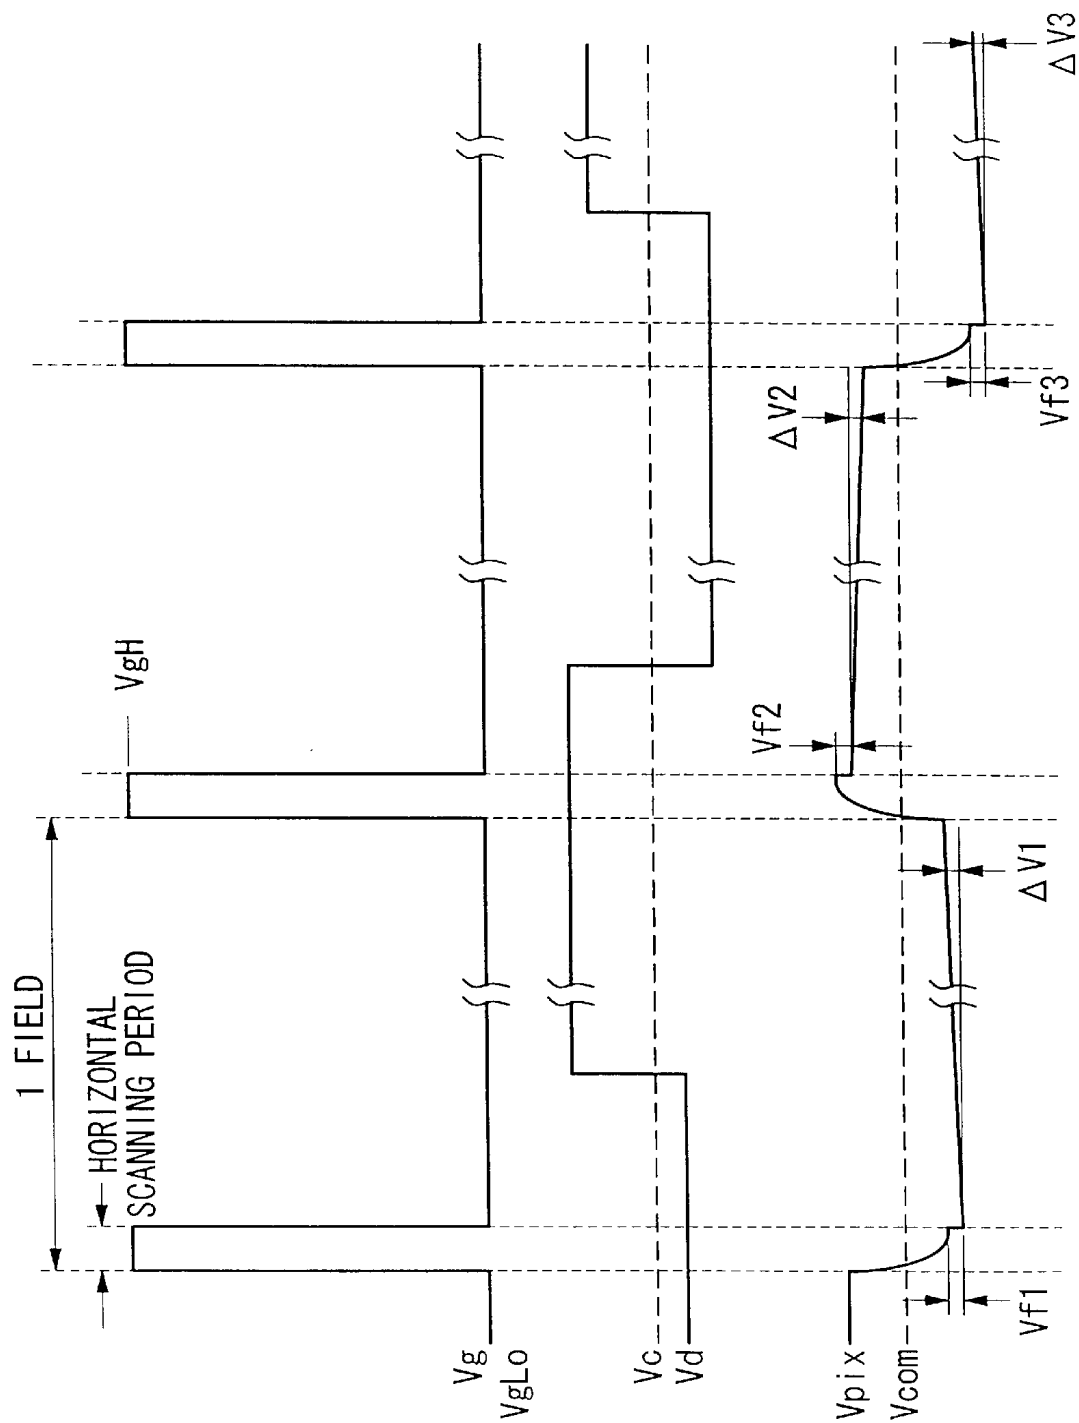 1 FIELD
HORIZONTAL
SCANNING PERIOD
VgH
Vg
VgLo
Vc
Vd
Vpix
Vcom
Vf1
ΔV1
Vf2
ΔV2
Vf3
ΔV3